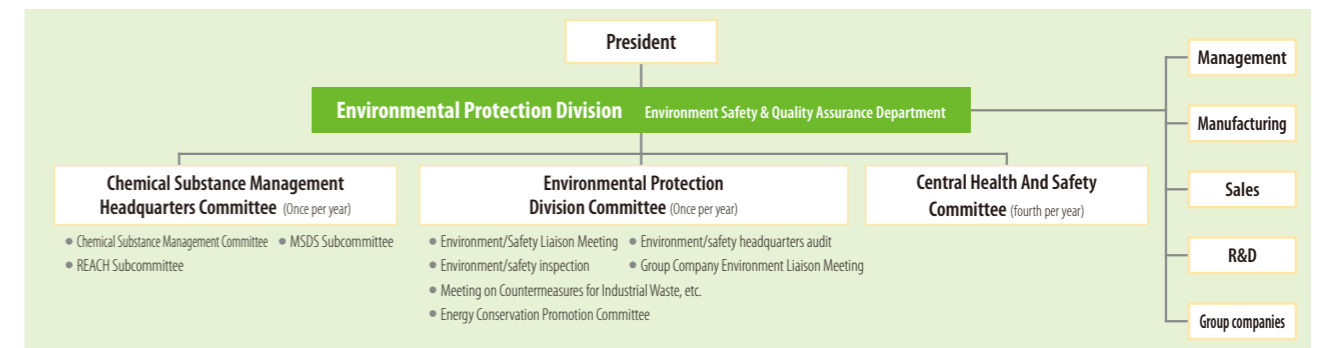 President
Environmental Protection Division Environment Safety & Quality Assurance Department
Chemical Substance Management
Headquarters Committee (Once per year)
• Chemical Substance Management Committee • MSDS Subcommittee
• REACH Subcommittee
Environmental Protection
Division Committee (Once per year)
• Environment/Safety Liaison Meeting • Environment/safety headquarters audit
• Environment/safety inspection • Group Company Environment Liaison Meeting
• Meeting on Countermeasures for Industrial Waste, etc.
• Energy Conservation Promotion Committee
Central Health And Safety
Committee (fourth per year)
Management
Manufacturing
Sales
R&D
Group companies